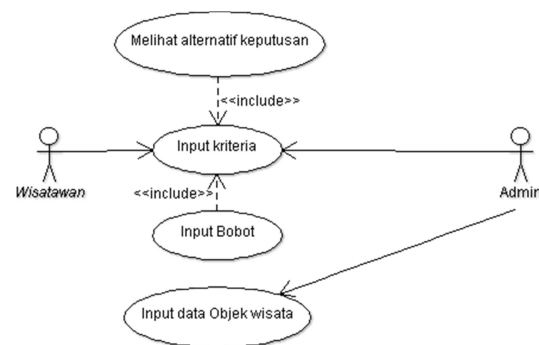 Melihat alternatif keputusan
<<include>>
Input kriteria
Wisatawan
Admin
<<include>>
Input Bobot
Input data Objek wisata